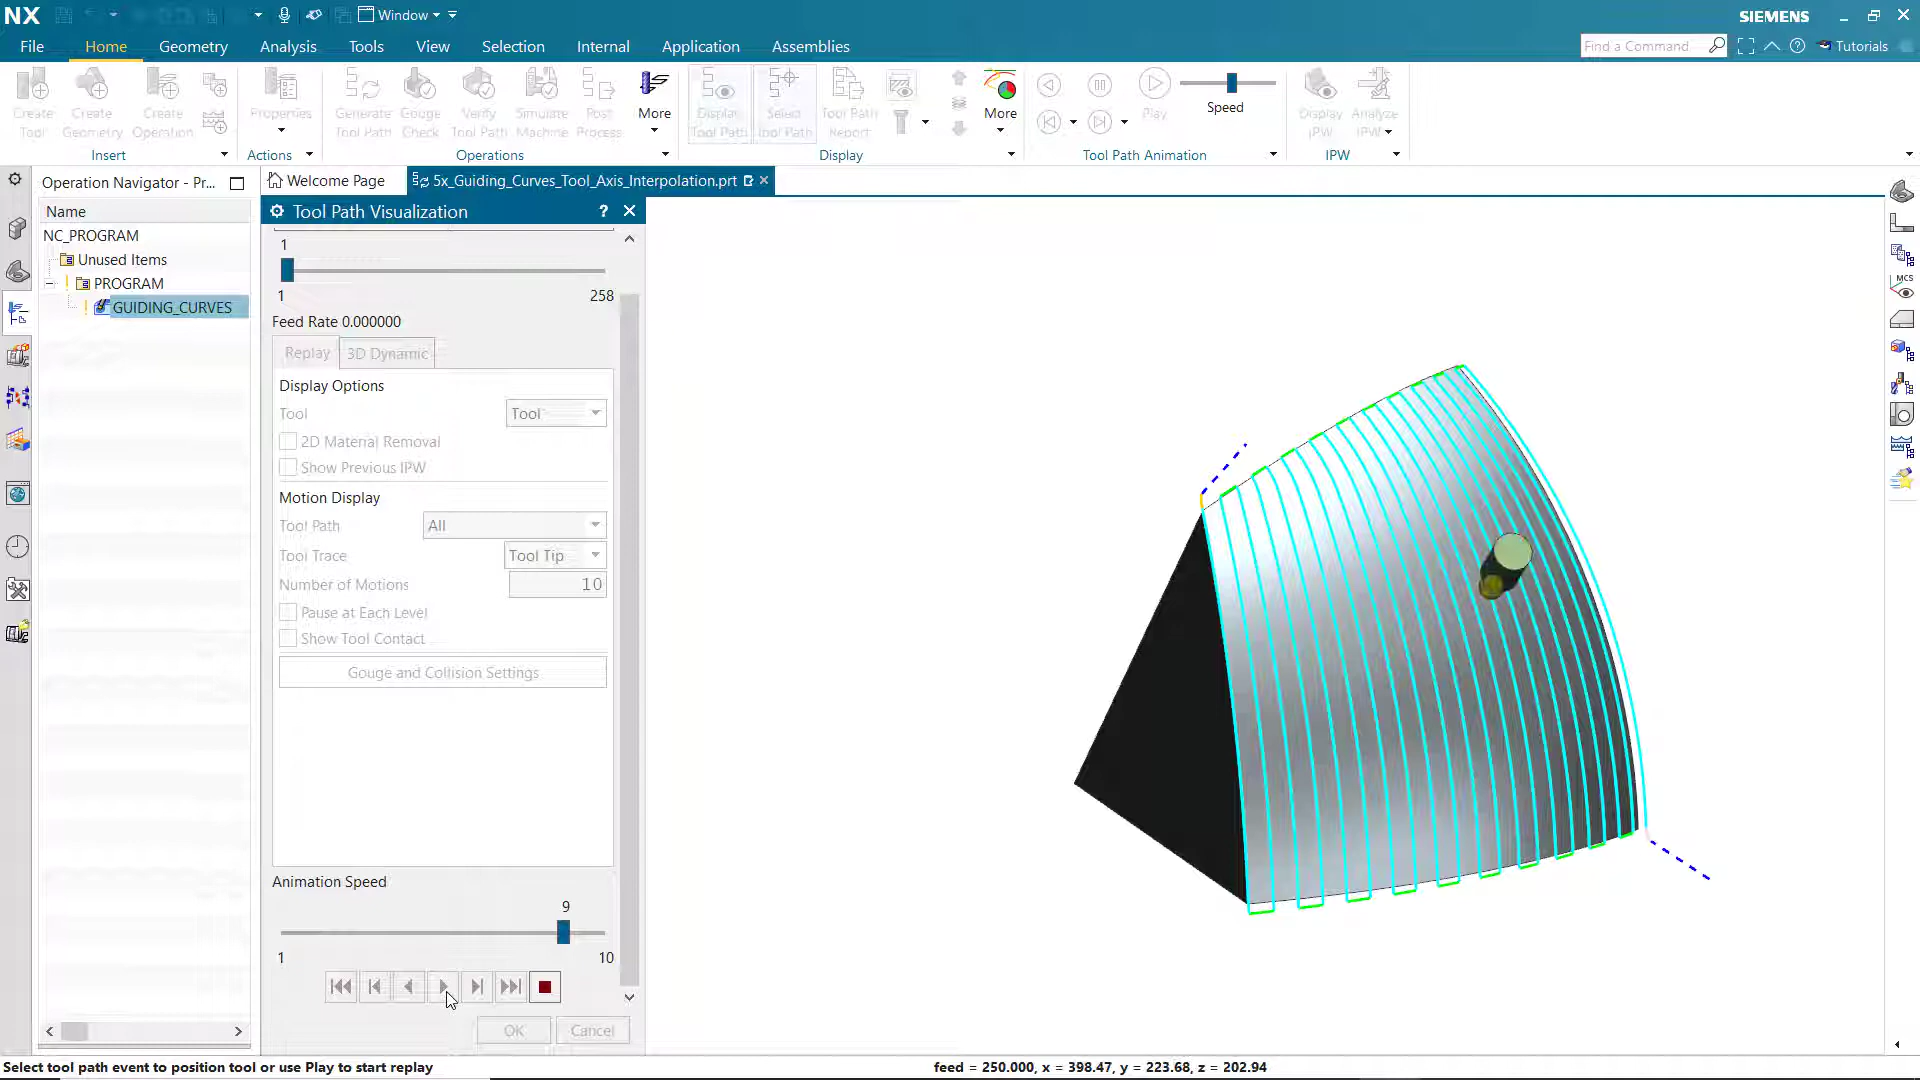 NX
Window
SIEMENS
File Home Geometry Analysis Tools View Selection Internal Application Assemblies
Find a Command
Tutorials
Create Tool
Create Geometry
Create Operation
Properties
Generate Tool Path
Gouge Check
Verify Tool Path
Simulate Machine
Post Process
More
Display Tool Path
Select Tool Path
Tool Path Report
More
Play
Speed
Display IPW
Analyze IPW
Insert Actions Operations Display Tool Path Animation IPW
Operation Navigator - Pr...
Welcome Page
5x_Guiding_Curves_Tool_Axis_Interpolation.prt
Name
NC_PROGRAM
Unused Items
PROGRAM
GUIDING_CURVES
Tool Path Visualization
?
1
1 258
Feed Rate 0.000000
Replay 3D Dynamic
Display Options
Tool Tool
2D Material Removal
Show Previous IPW
Motion Display
Tool Path All
Tool Trace Tool Tip
Number of Motions 10
Pause at Each Level
Show Tool Contact
Gouge and Collision Settings
Animation Speed
9
1 10
OK Cancel
MCS
Select tool path event to position tool or use Play to start replay
feed = 250.000, x = 398.47, y = 223.68, z = 202.94